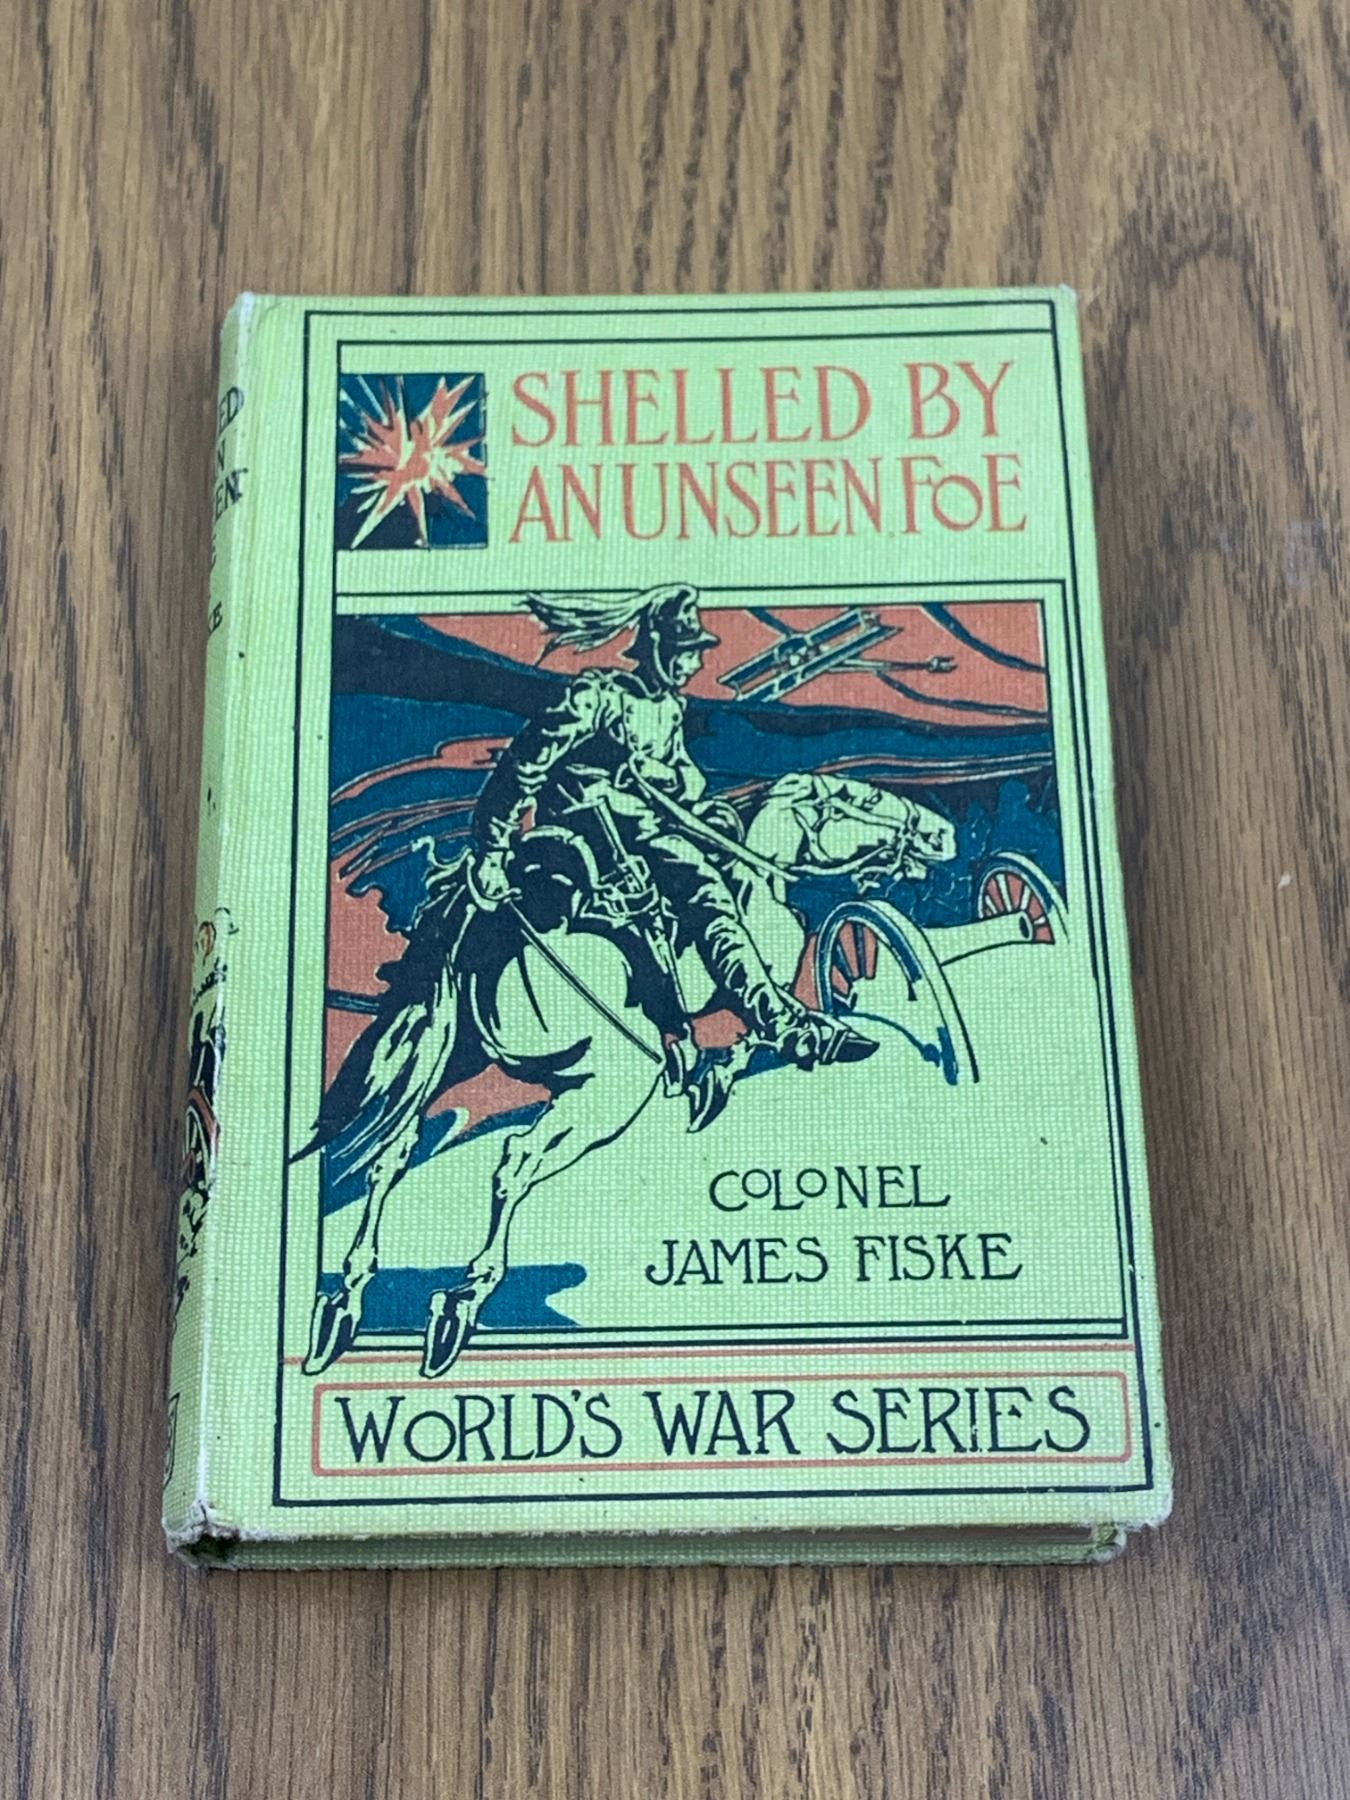 SHELLED BY
AN UNSEEN FOE
COLONEL
JAMES FISKE
WORLD'S WAR SERIES